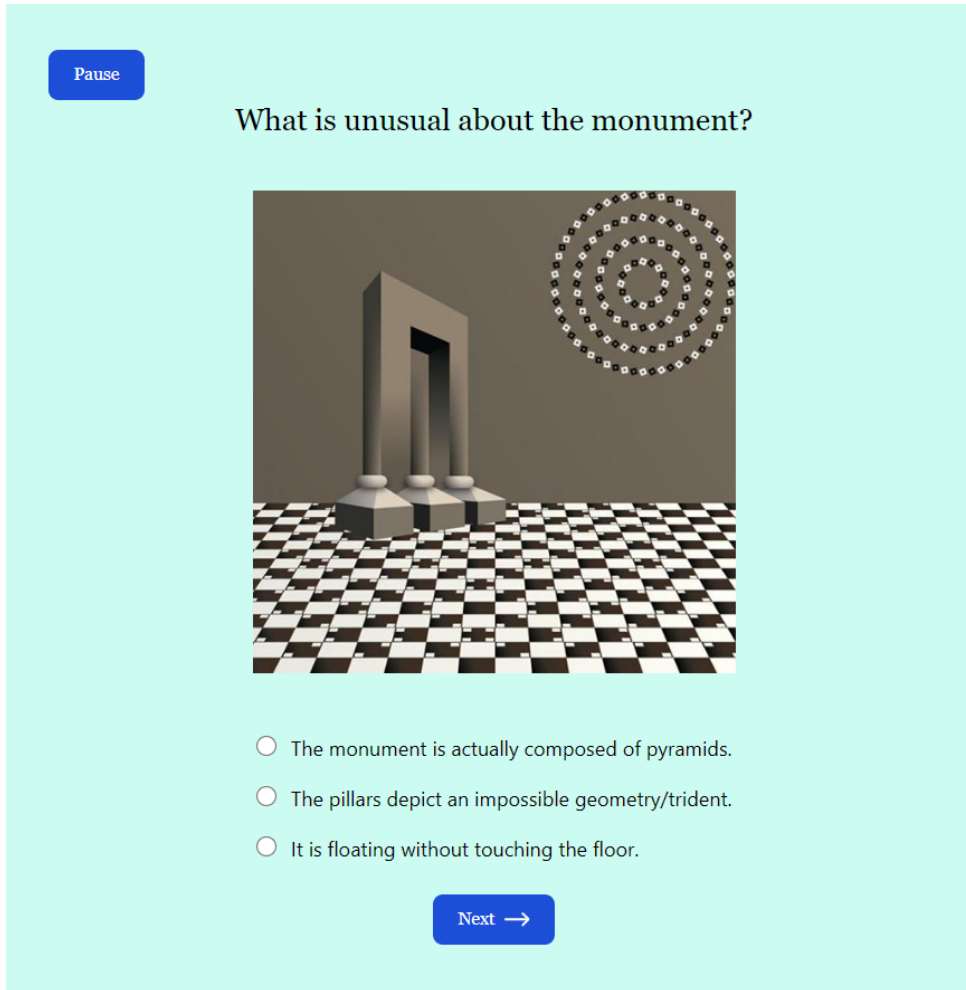 Pause
What is unusual about the monument?
The monument is actually composed of pyramids.
The pillars depict an impossible geometry/trident.
It is floating without touching the floor.
Next →